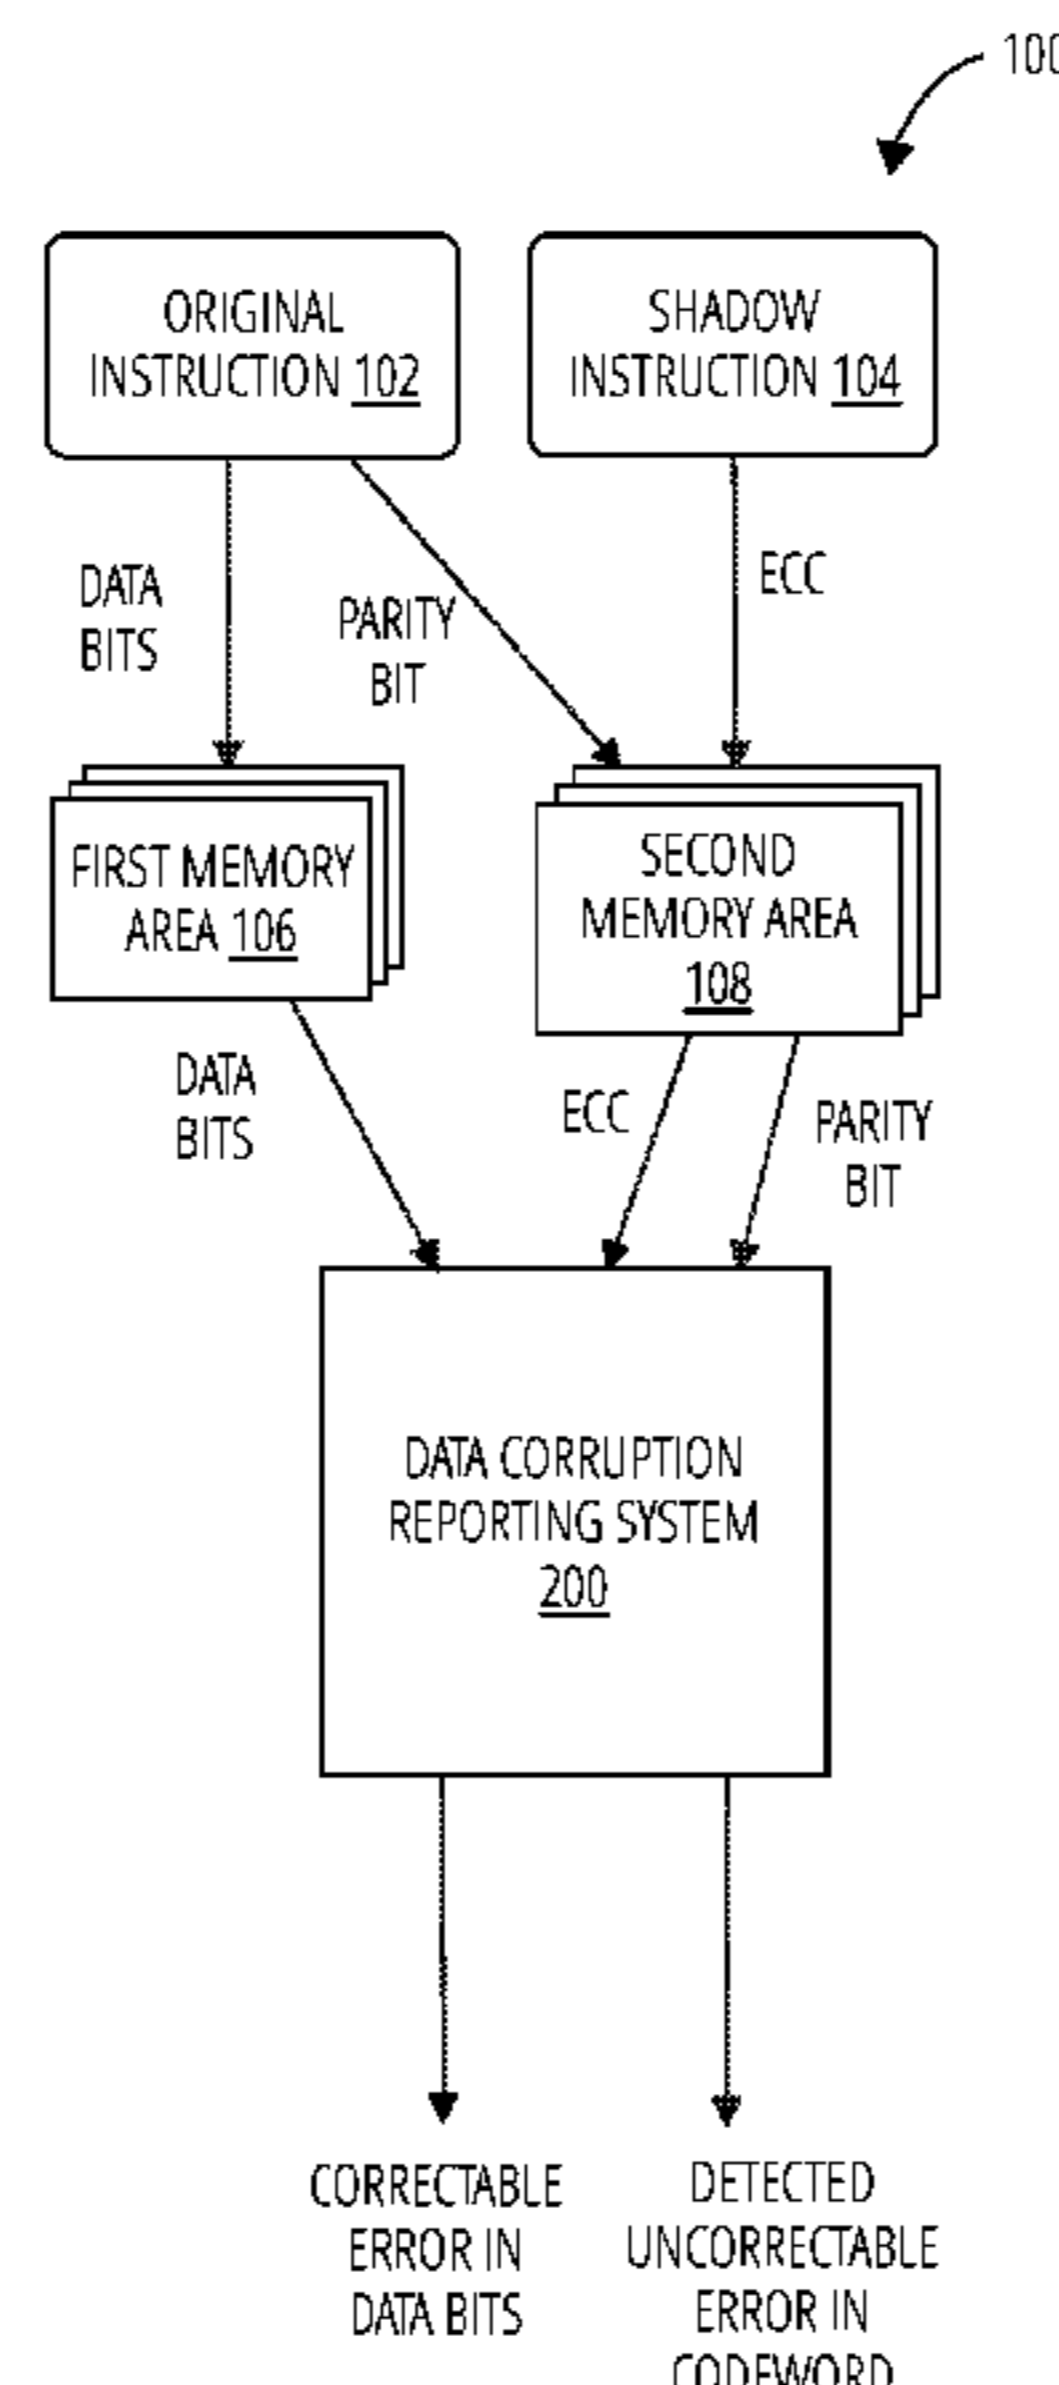 100
ORIGINAL
INSTRUCTION 102
SHADOW
INSTRUCTION 104
DATA
BITS
PARITY
BIT
ECC
FIRST MEMORY
AREA 106
SECOND
MEMORY AREA
108
DATA
BITS
ECC
PARITY
BIT
DATA CORRUPTION
REPORTING SYSTEM
200
CORRECTABLE
ERROR IN
DATA BITS
DETECTED
UNCORRECTABLE
ERROR IN
CODEWORD